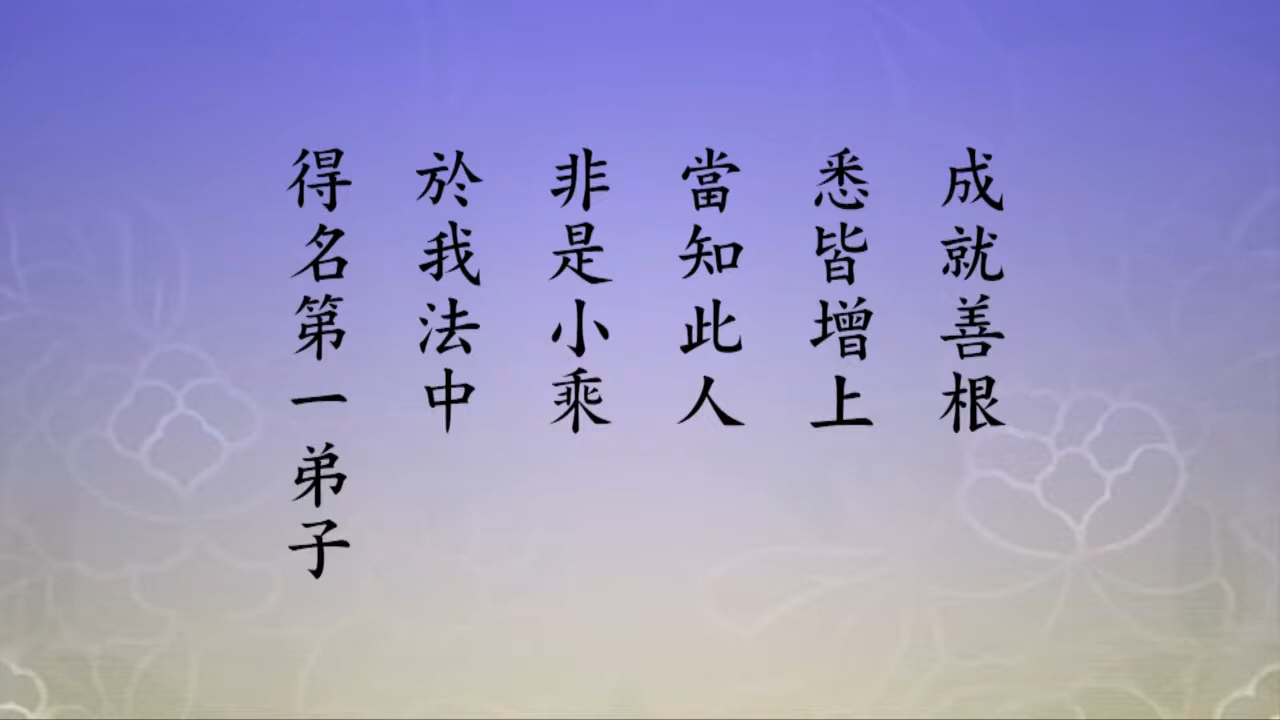 成就善根
悉皆增上
當知此人
非是小乘
於我法中
得名第一弟子